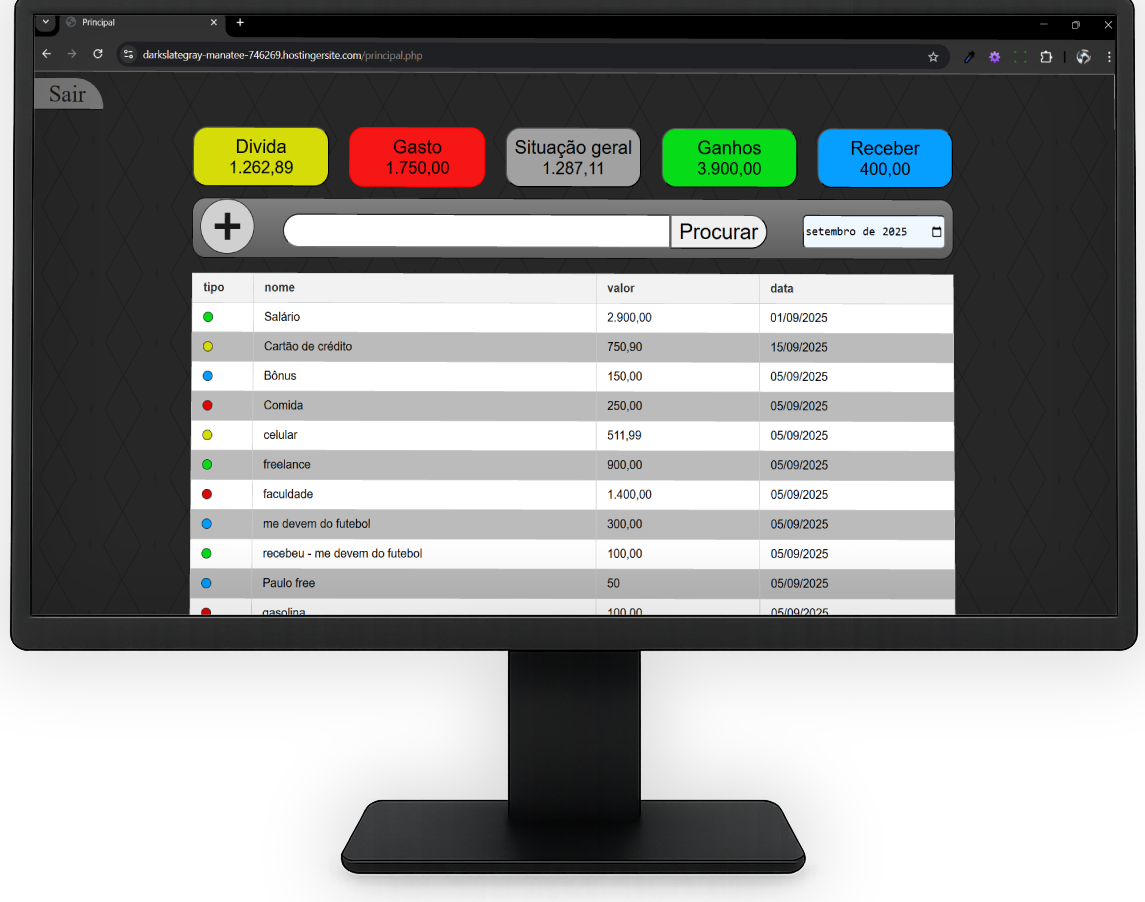 Principal
darkslategray-manatee-746269.hostingersite.com/principal.php
Sair
Divida
1.262,89
Gasto
1.750,00
Situação geral
1.287,11
Ganhos
3.900,00
Receber
400,00
+
Procurar
setembro de 2025
tipo nome valor data
Salário 2.900,00 01/09/2025
Cartão de crédito 750,90 15/09/2025
Bônus 150,00 05/09/2025
Comida 250,00 05/09/2025
celular 511,99 05/09/2025
freelance 900,00 05/09/2025
faculdade 1.400,00 05/09/2025
me devem do futebol 300,00 05/09/2025
recebeu - me devem do futebol 100,00 05/09/2025
Paulo free 50 05/09/2025
gasolina 100,00 05/09/2025